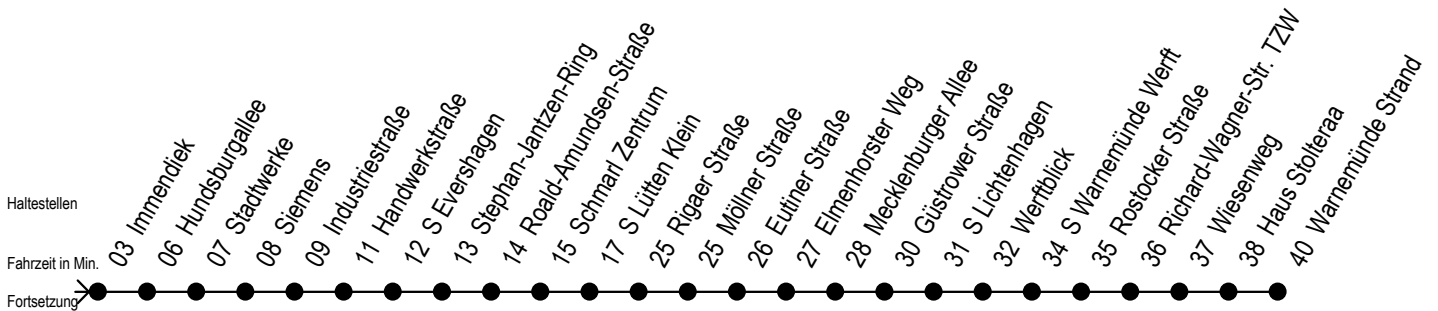 Haltestellen
Fahrzeit in Min.
Fortsetzung
03 Immendiek
06 Hundsburgallee
07 Stadtwerke
08 Siemens
09 Industriestraße
11 Handwerkstraße
12 S Evershagen
13 Stephan-Jantzen-Ring
14 Roald-Amundsen-Straße
15 Schmarl Zentrum
17 S Lütten Klein
25 Rigaer Straße
25 Möllner Straße
26 Eutiner Straße
27 Elmenhorster Weg
28 Mecklenburger Allee
30 Güstrower Straße
31 S Lichtenhagen
32 Werftblick
34 S Warnemünde Werft
35 Rostocker Straße
36 Richard-Wagner-Str. TZW
37 Wiesenweg
38 Haus Stolteraa
40 Warnemünde Strand